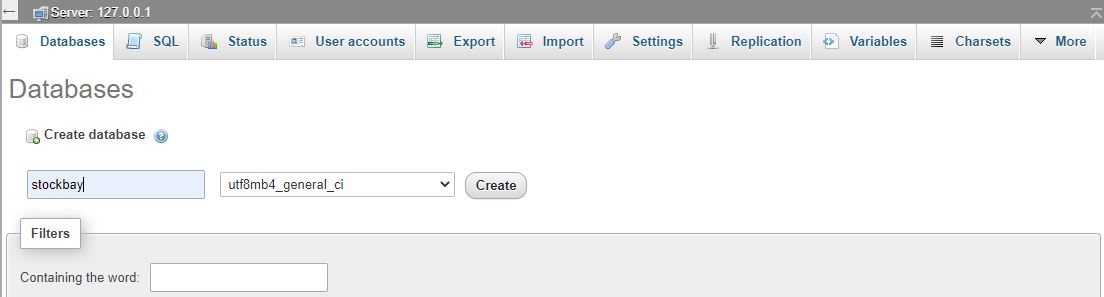 Server: 127.0.0.1
Databases SQL Status User accounts Export Import Settings Replication Variables Charsets More
Databases
Create database
stockbay utf8mb4_general_ci Create
Filters
Containing the word: